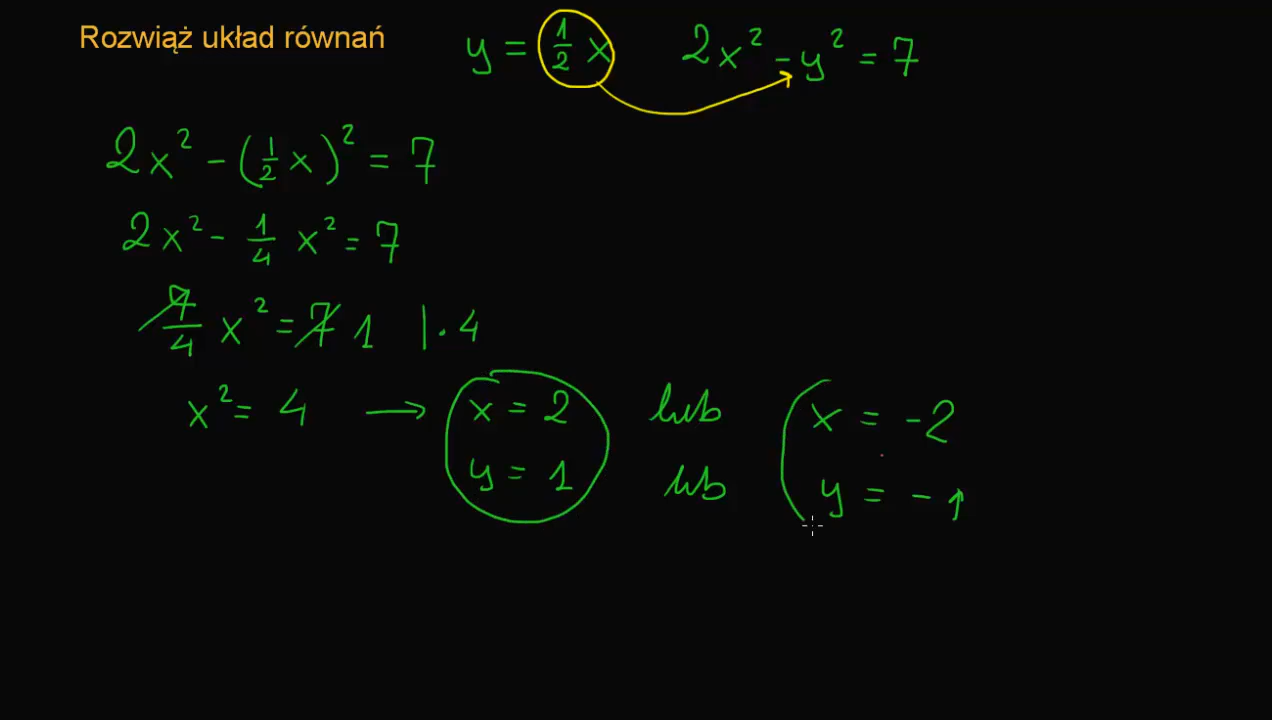 Rozwiąż układ równań y = 1/2 x 2x² - y² = 7
2x² - (1/2 x)² = 7
2x² - 1/4 x² = 7
7/4 x² = 7 1 | · 4
x² = 4 → x = 2 lub x = -2
y = 1 lub y = -1